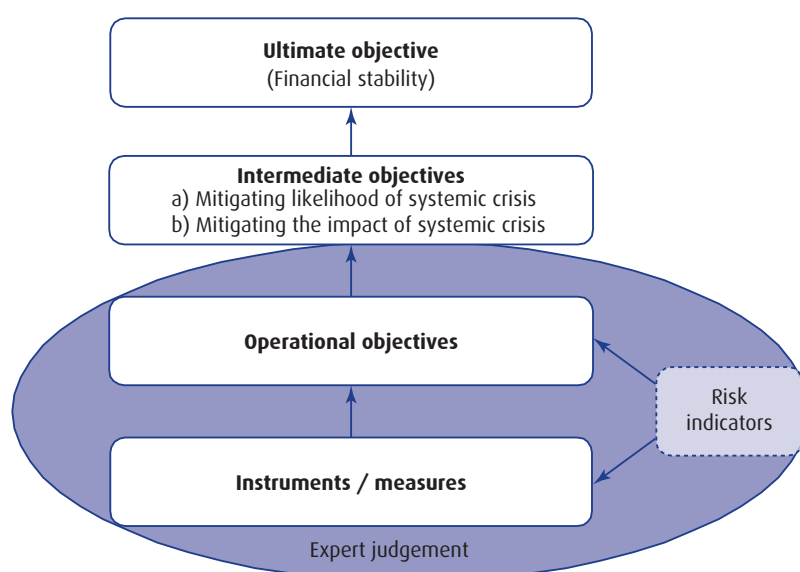 Ultimate objective
(Financial stability)
Intermediate objectives
a) Mitigating likelihood of systemic crisis
b) Mitigating the impact of systemic crisis
Operational objectives
Risk
indicators
Instruments / measures
Expert judgement